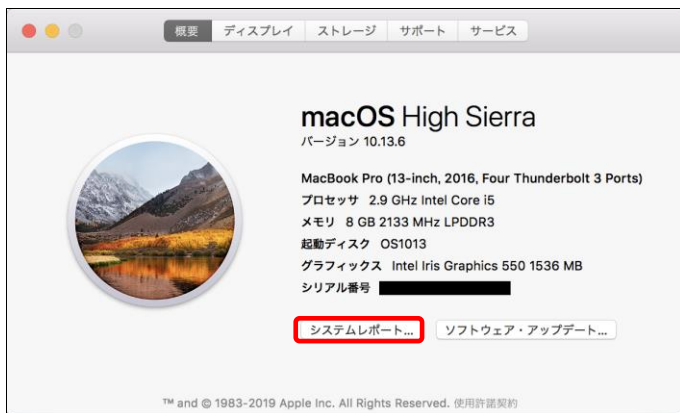 概要 ディスプレイ ストレージ サポート サービス
macOS High Sierra
バージョン 10.13.6
MacBook Pro (13-inch, 2016, Four Thunderbolt 3 Ports)
プロセッサ 2.9 GHz Intel Core i5
メモリ 8 GB 2133 MHz LPDDR3
起動ディスク OS1013
グラフィックス Intel Iris Graphics 550 1536 MB
シリアル番号
システムレポート... ソフトウェア・アップデート...
™ and © 1983-2019 Apple Inc. All Rights Reserved. 使用許諾契約